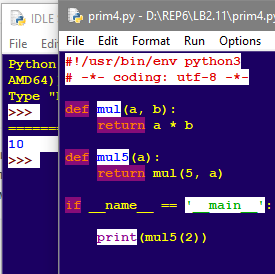 IDLE
Python
AMD64)
Type "
>>>
========
10
>>>
prim4.py - D:\REP6\LB2.11\prim4.py
File Edit Format Run Options
#!/usr/bin/env python3
# -*- coding: utf-8 -*-
def mul(a, b):
return a * b
def mul5(a):
return mul(5, a)
if __name__ == '__main__':
print(mul5(2))